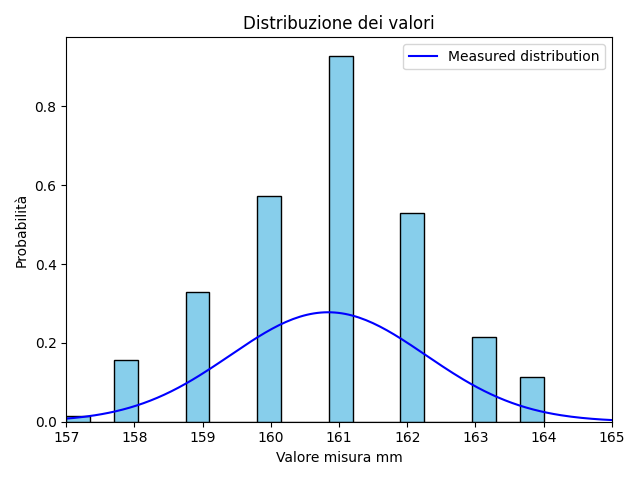 Distribuzione dei valori
Measured distribution
Probabilità
0.8
0.6
0.4
0.2
0.0
157 158 159 160 161 162 163 164 165
Valore misura mm